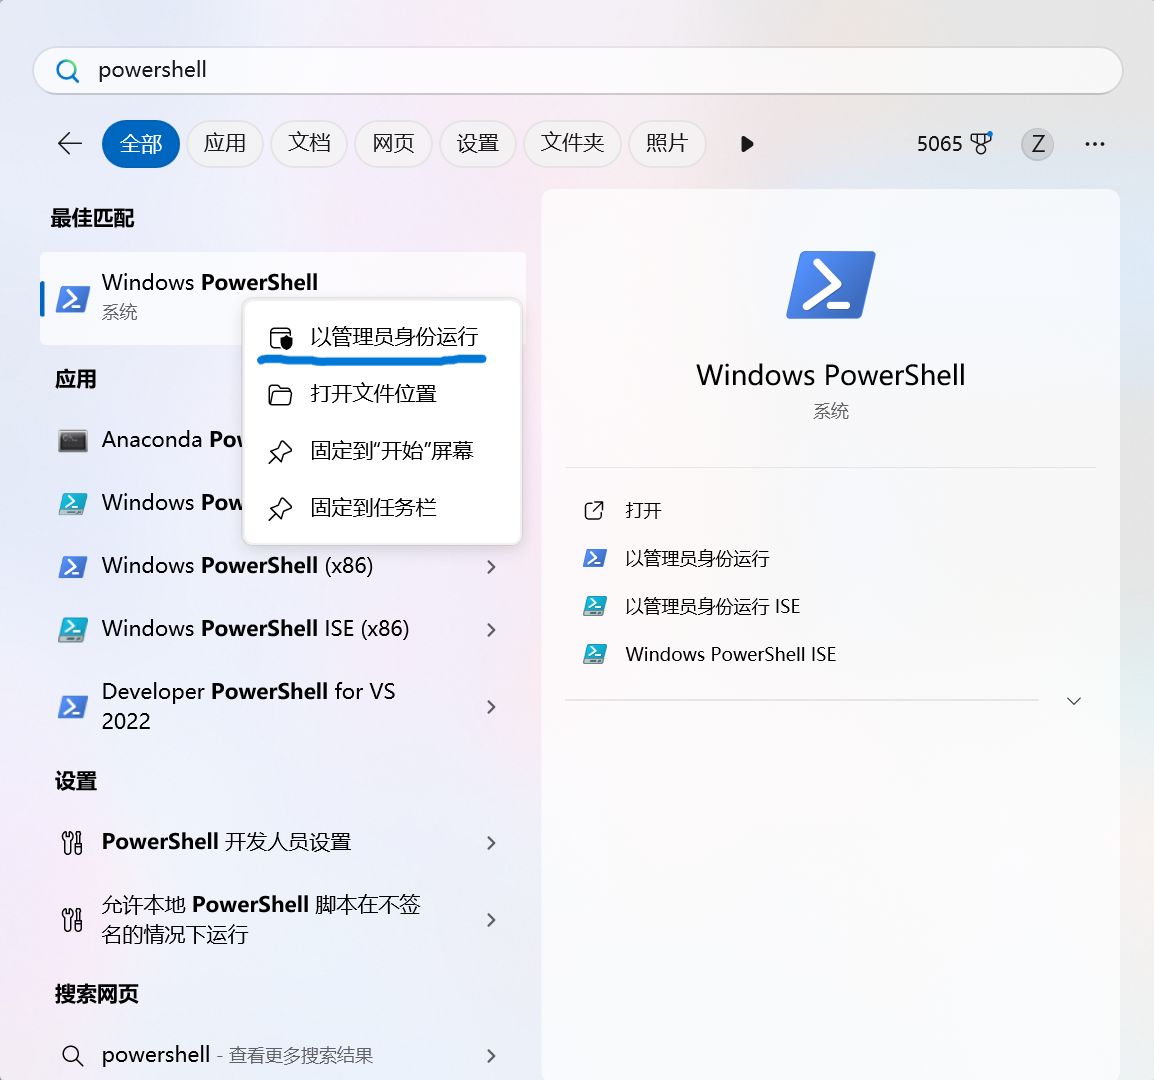 powershell
全部 应用 文档 网页 设置 文件夹 照片 5065 Z
最佳匹配
Windows PowerShell
系统
以管理员身份运行
打开文件位置
固定到“开始”屏幕
固定到任务栏
应用
Anaconda Pow
Windows Pow
Windows PowerShell (x86)
Windows PowerShell ISE (x86)
Developer PowerShell for VS
2022
设置
PowerShell 开发人员设置
允许本地 PowerShell 脚本在不签
名的情况下运行
搜索网页
powershell - 查看更多搜索结果
Windows PowerShell
系统
打开
以管理员身份运行
以管理员身份运行 ISE
Windows PowerShell ISE